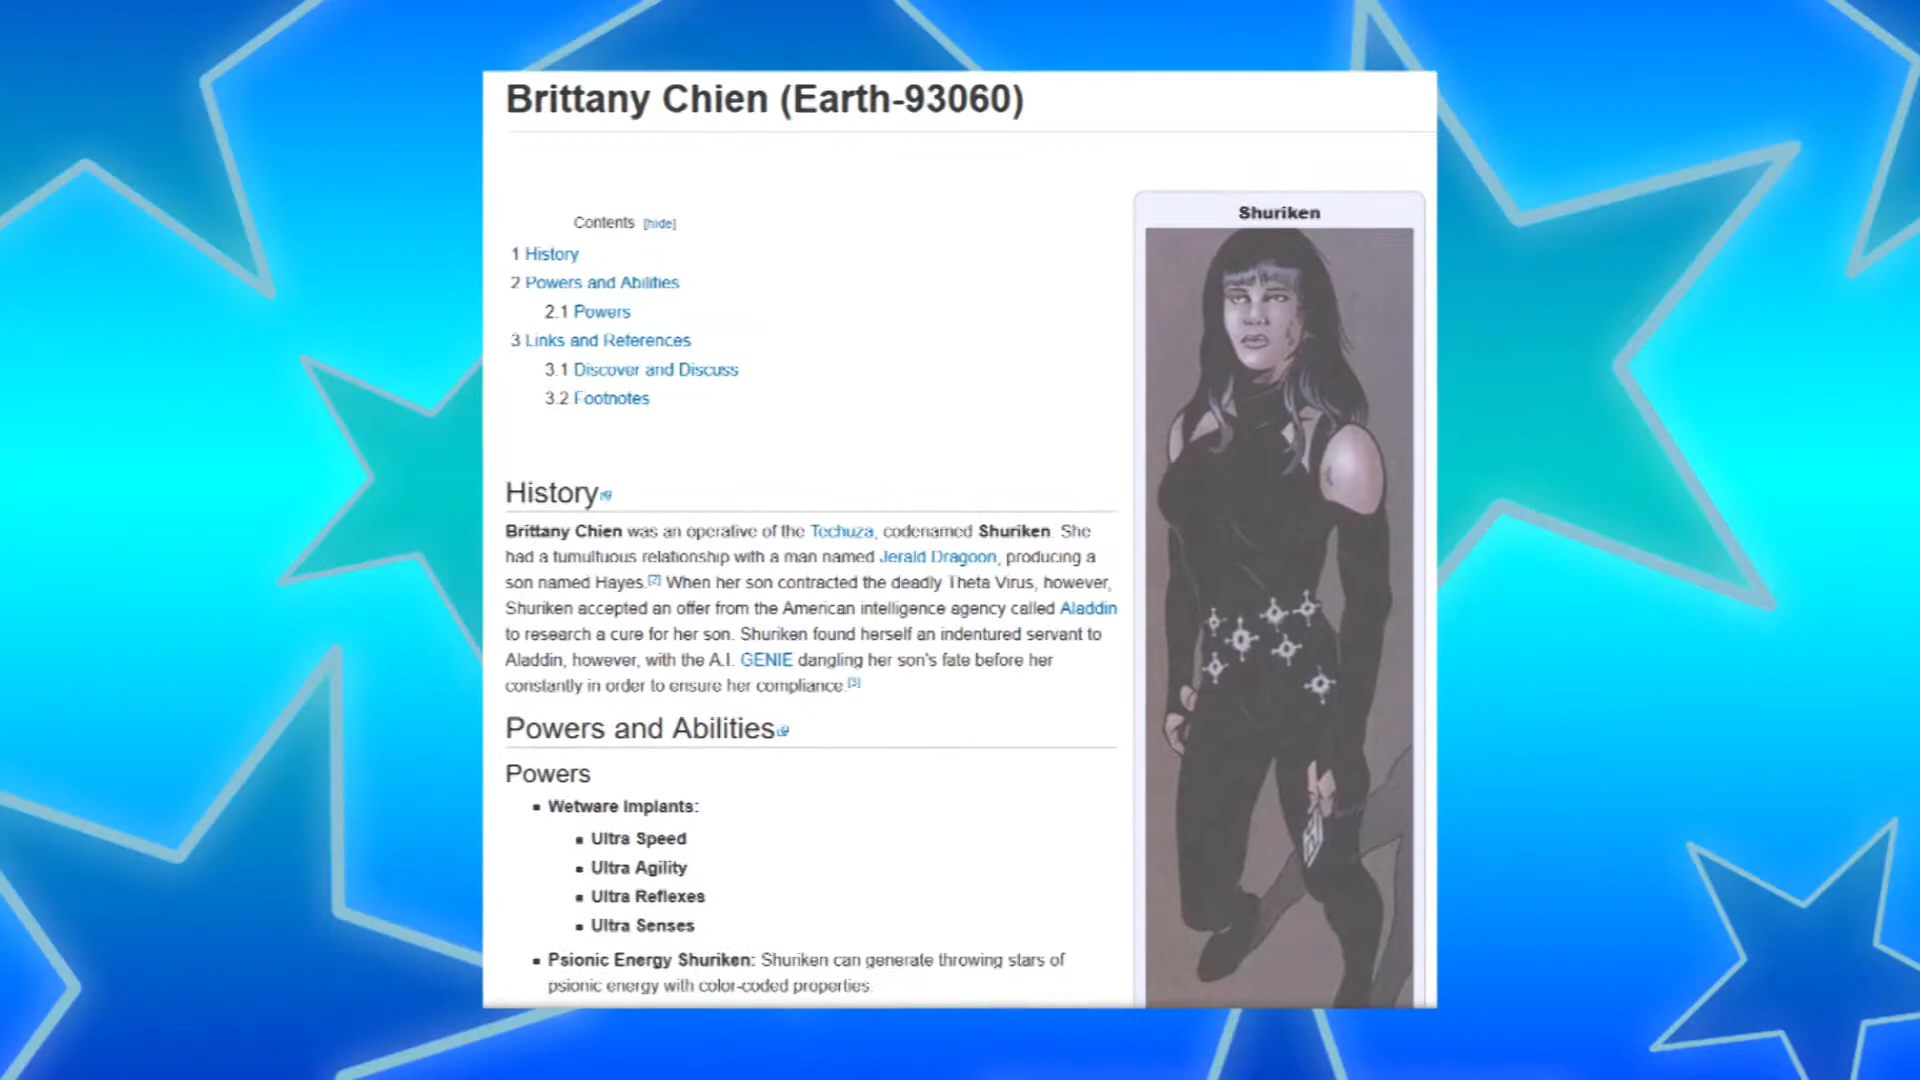 Brittany Chien (Earth-93060)
Shuriken
Contents [hide]
1 History
2 Powers and Abilities
2.1 Powers
3 Links and References
3.1 Discover and Discuss
3.2 Footnotes
History
Brittany Chien was an operative of the Techuza, codenamed Shuriken. She
had a tumultuous relationship with a man named Jerald Dragoon, producing a
son named Hayes.[2] When her son contracted the deadly Theta Virus, however,
Shuriken accepted an offer from the American intelligence agency called Aladdin
to research a cure for her son. Shuriken found herself an indentured servant to
Aladdin, however, with the A.I. GENIE dangling her son's fate before her
constantly in order to ensure her compliance.[3]
Powers and Abilities
Powers
Wetware Implants:
Ultra Speed
Ultra Agility
Ultra Reflexes
Ultra Senses
Psionic Energy Shuriken: Shuriken can generate throwing stars of
psionic energy with color-coded properties.